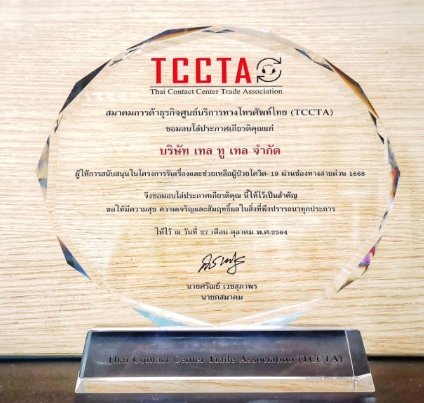 TCCTA
Thai Contact Center Trade Association
สมาคมการค้าธุรกิจศูนย์บริการทางโทรศัพท์ไทย (TCCTA)
ขอมอบโล่ประกาศเกียรติคุณแก่
บริษัท เทล ทู เทล จำกัด
ผู้ให้การสนับสนุนในโครงการรับเรื่องและช่วยเหลือผู้ป่วยโควิด-19 ผ่านช่องทางสายด่วน 1668
จึงขอมอบโล่ประกาศเกียรติคุณ นี้ให้ไว้เป็นสำคัญ
ขอให้มีความสุข ความเจริญและสัมฤทธิ์ผลในสิ่งที่พึงปรารถนาทุกประการ
ให้ไว้ ณ วันที่ 27 เดือน ตุลาคม พ.ศ.2564
นายศรัณย์ เวชสุภาพร
นายกสมาคม
Thai Contact Center Trade Association (TCCTA)